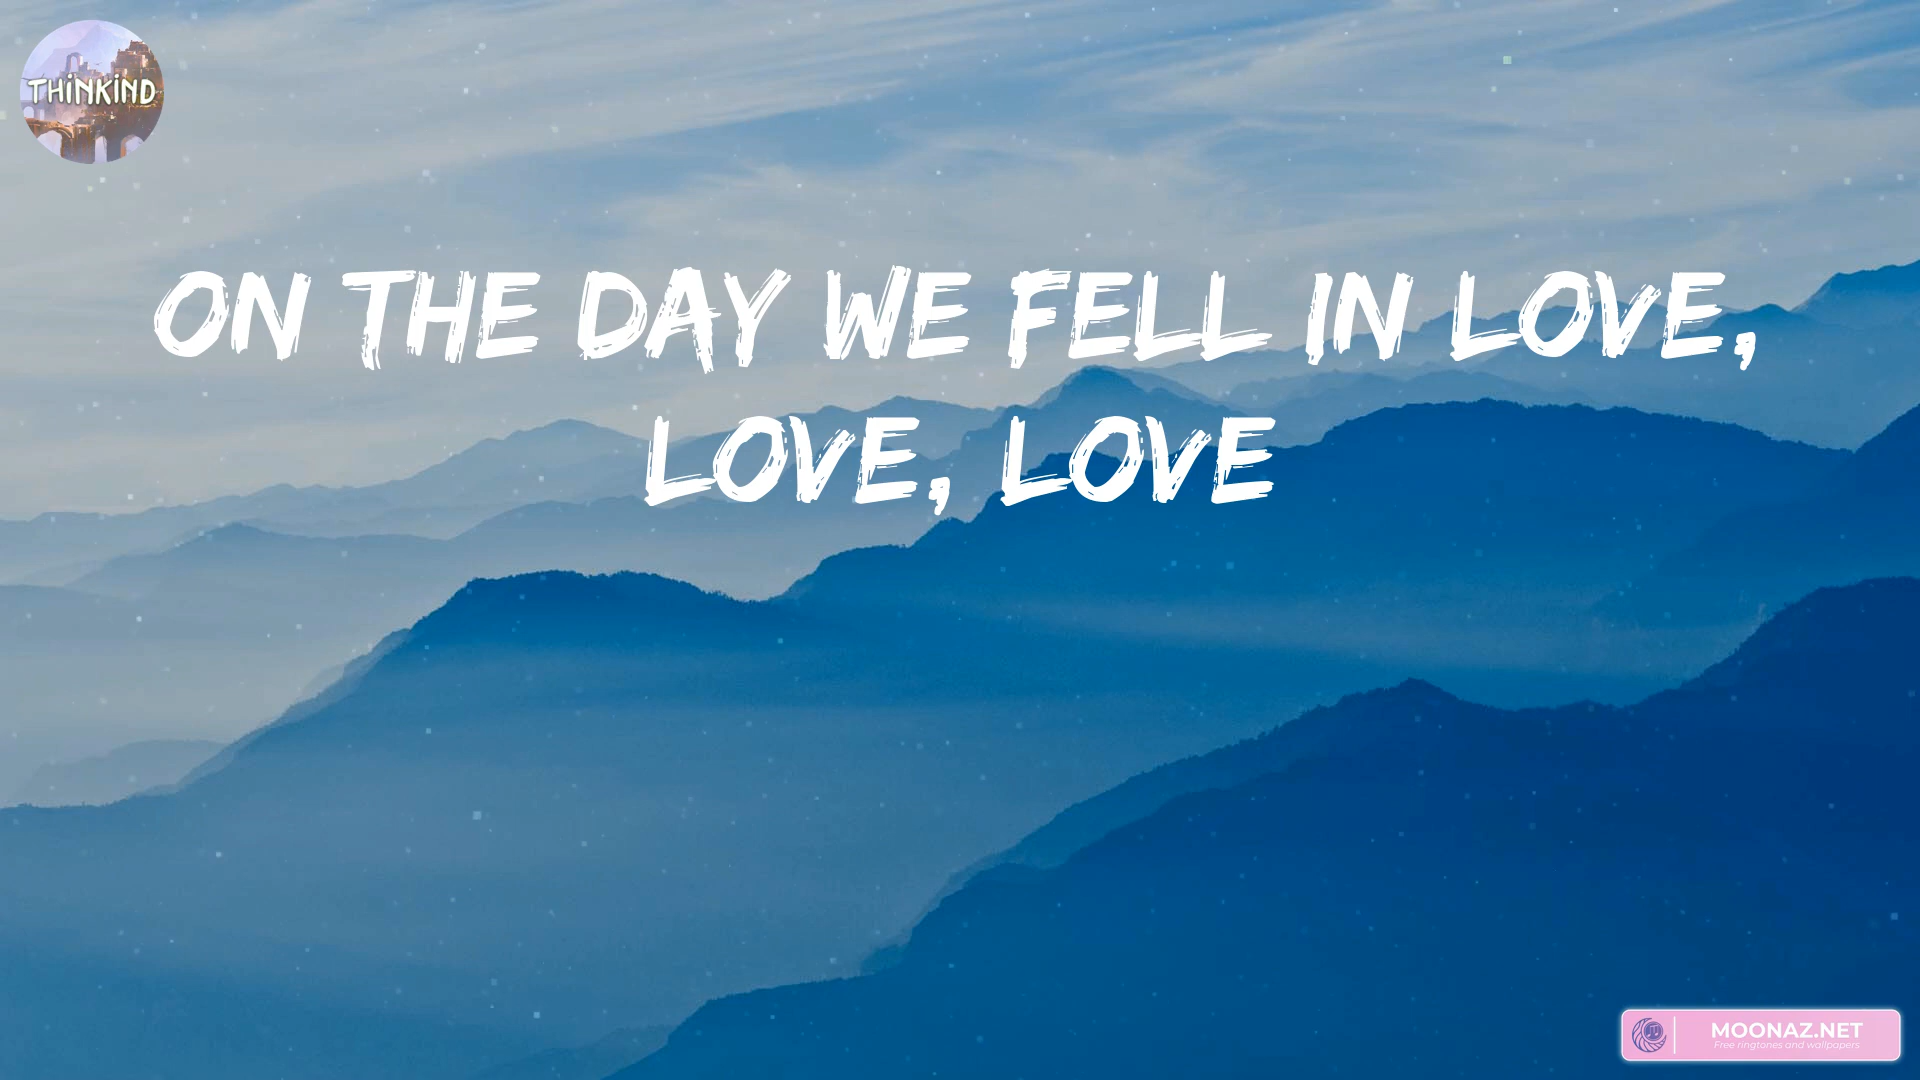 THiNKiND
ON THE DAY WE FELL IN LOVE,
LOVE, LOVE
MOONAZ.NET
Free ringtones and wallpapers